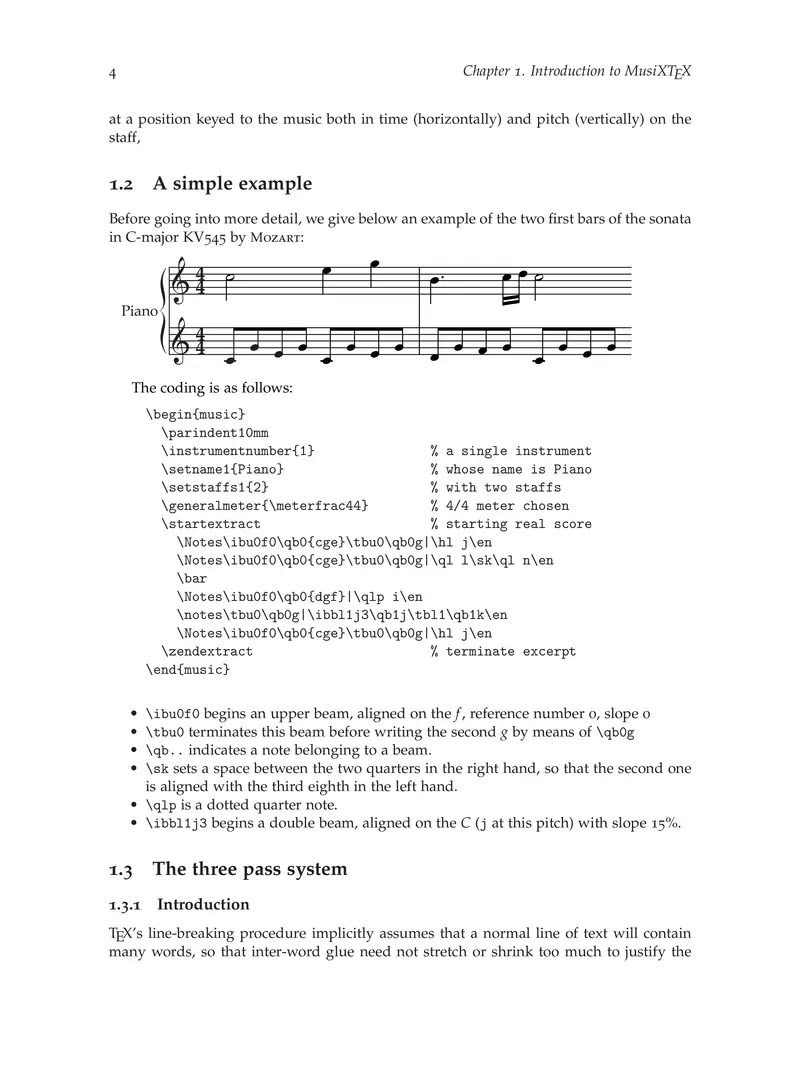 4 Chapter 1. Introduction to MusiXTEX
at a position keyed to the music both in time (horizontally) and pitch (vertically) on the
staff,
1.2 A simple example
Before going into more detail, we give below an example of the two first bars of the sonata
in C-major KV545 by MOZART:
4
4
Piano
4
4
The coding is as follows:
\begin{music}
\parindent10mm
\instrumentnumber{1} % a single instrument
\setname1{Piano} % whose name is Piano
\setstaffs1{2} % with two staffs
\generalmeter{\meterfrac44} % 4/4 meter chosen
\startextract % starting real score
\Notes\ibu0f0\qb0{cge}\tbu0\qb0g|\hl j\en
\Notes\ibu0f0\qb0{cge}\tbu0\qb0g|\ql l\sk\ql n\en
\bar
\Notes\ibu0f0\qb0{dgf}|\qlp i\en
\notes\tbu0\qb0g|\ibbl1j3\qb1j\tbl1\qb1k\en
\Notes\ibu0f0\qb0{cge}\tbu0\qb0g|\hl j\en
\zendextract % terminate excerpt
\end{music}
• \ibu0f0 begins an upper beam, aligned on the f, reference number 0, slope 0
• \tbu0 terminates this beam before writing the second g by means of \qb0g
• \qb.. indicates a note belonging to a beam.
• \sk sets a space between the two quarters in the right hand, so that the second one
is aligned with the third eighth in the left hand.
• \qlp is a dotted quarter note.
• \ibbl1j3 begins a double beam, aligned on the C (j at this pitch) with slope 15%.
1.3 The three pass system
1.3.1 Introduction
TEX's line-breaking procedure implicitly assumes that a normal line of text will contain
many words, so that inter-word glue need not stretch or shrink too much to justify the